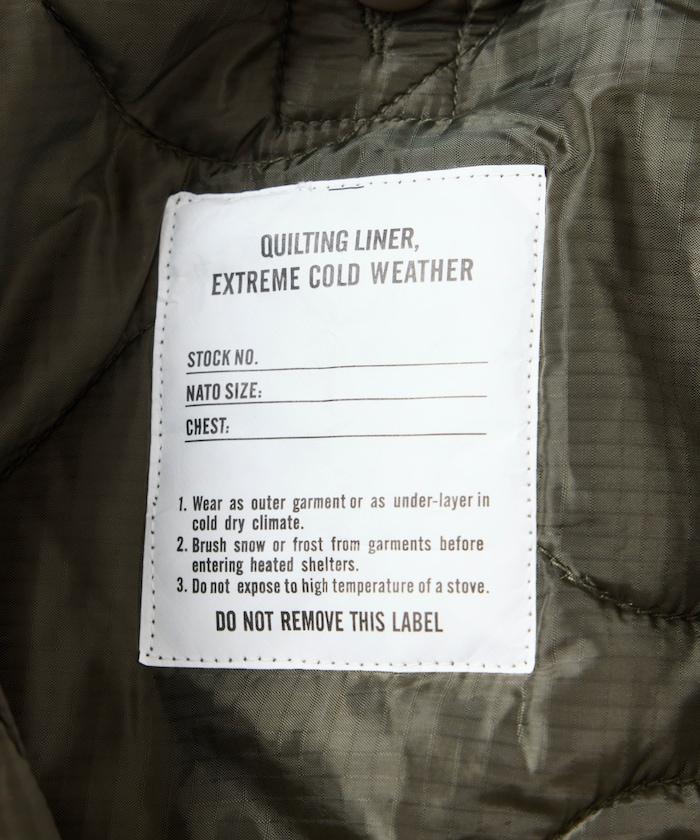 QUILTING LINER,
EXTREME COLD WEATHER
STOCK NO.
NATO SIZE:
CHEST:
1. Wear as outer garment or as under-layer in
cold dry climate.
2. Brush snow or frost from garments before
entering heated shelters.
3. Do not expose to high temperature of a stove.
DO NOT REMOVE THIS LABEL